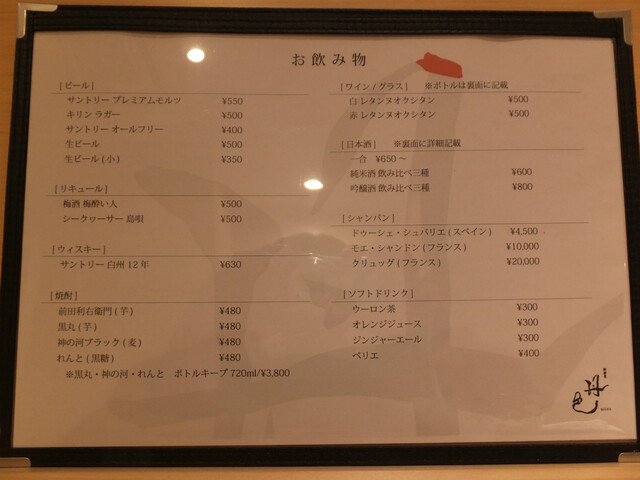 お飲み物
[ビール]
サントリー プレミアムモルツ ¥550
キリン ラガー ¥500
サントリー オールフリー ¥400
生ビール ¥500
生ビール(小) ¥350
[リキュール]
梅酒 梅酔い人 ¥500
シークヮーサー 島唄 ¥500
[ウィスキー]
サントリー白州12年 ¥630
[焼酎]
前田利右衛門(芋) ¥480
黒丸(芋) ¥480
神の河ブラック(麦) ¥480
れんと(黒糖) ¥480
※黒丸・神の河・れんと ボトルキープ 720ml/¥3,800
[ワイン/グラス] ※ボトルは裏面に記載
白 レタンヌオクシタン ¥500
赤 レタンヌオクシタン ¥500
[日本酒] ※裏面に詳細記載
一合 ¥650〜
純米酒 飲み比べ三種 ¥600
吟醸酒 飲み比べ三種 ¥800
[シャンパン]
ドゥーシェ・シュバリエ(スペイン) ¥4,500
モエ・シャンドン(フランス) ¥10,000
クリュッグ(フランス) ¥20,000
[ソフトドリンク]
ウーロン茶 ¥300
オレンジジュース ¥300
ジンジャーエール ¥300
ペリエ ¥400